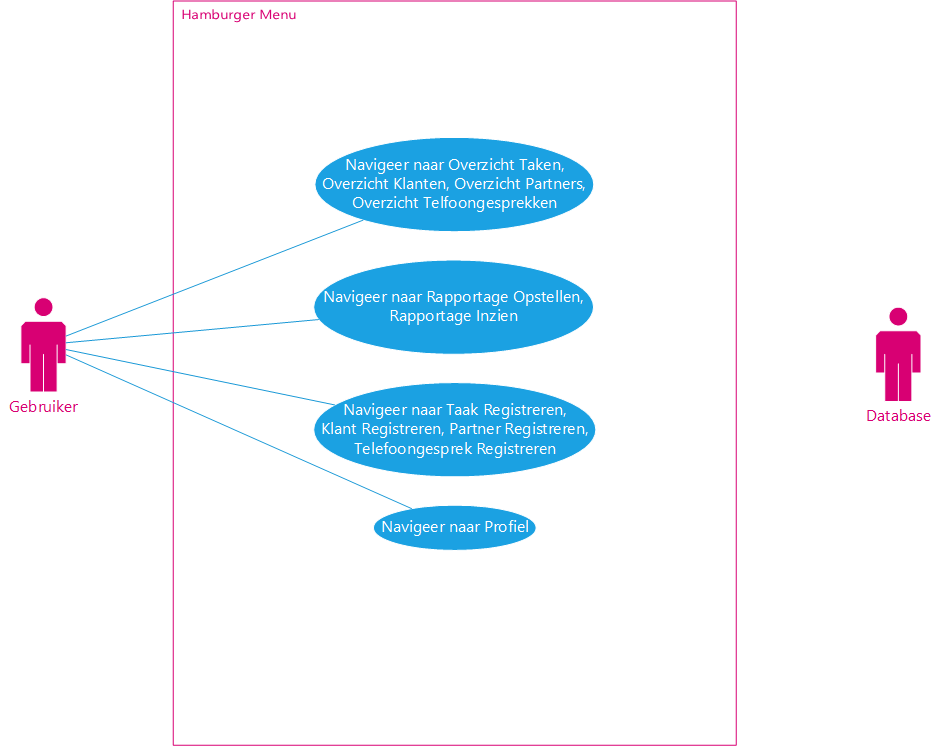 Hamburger Menu
Navigeer naar Overzicht Taken,
Overzicht Klanten, Overzicht Partners,
Overzicht Telfoongesprekken
Navigeer naar Rapportage Opstellen,
Rapportage Inzien
Gebruiker
Database
Navigeer naar Taak Registreren,
Klant Registreren, Partner Registreren,
Telefoongesprek Registreren
Navigeer naar Profiel